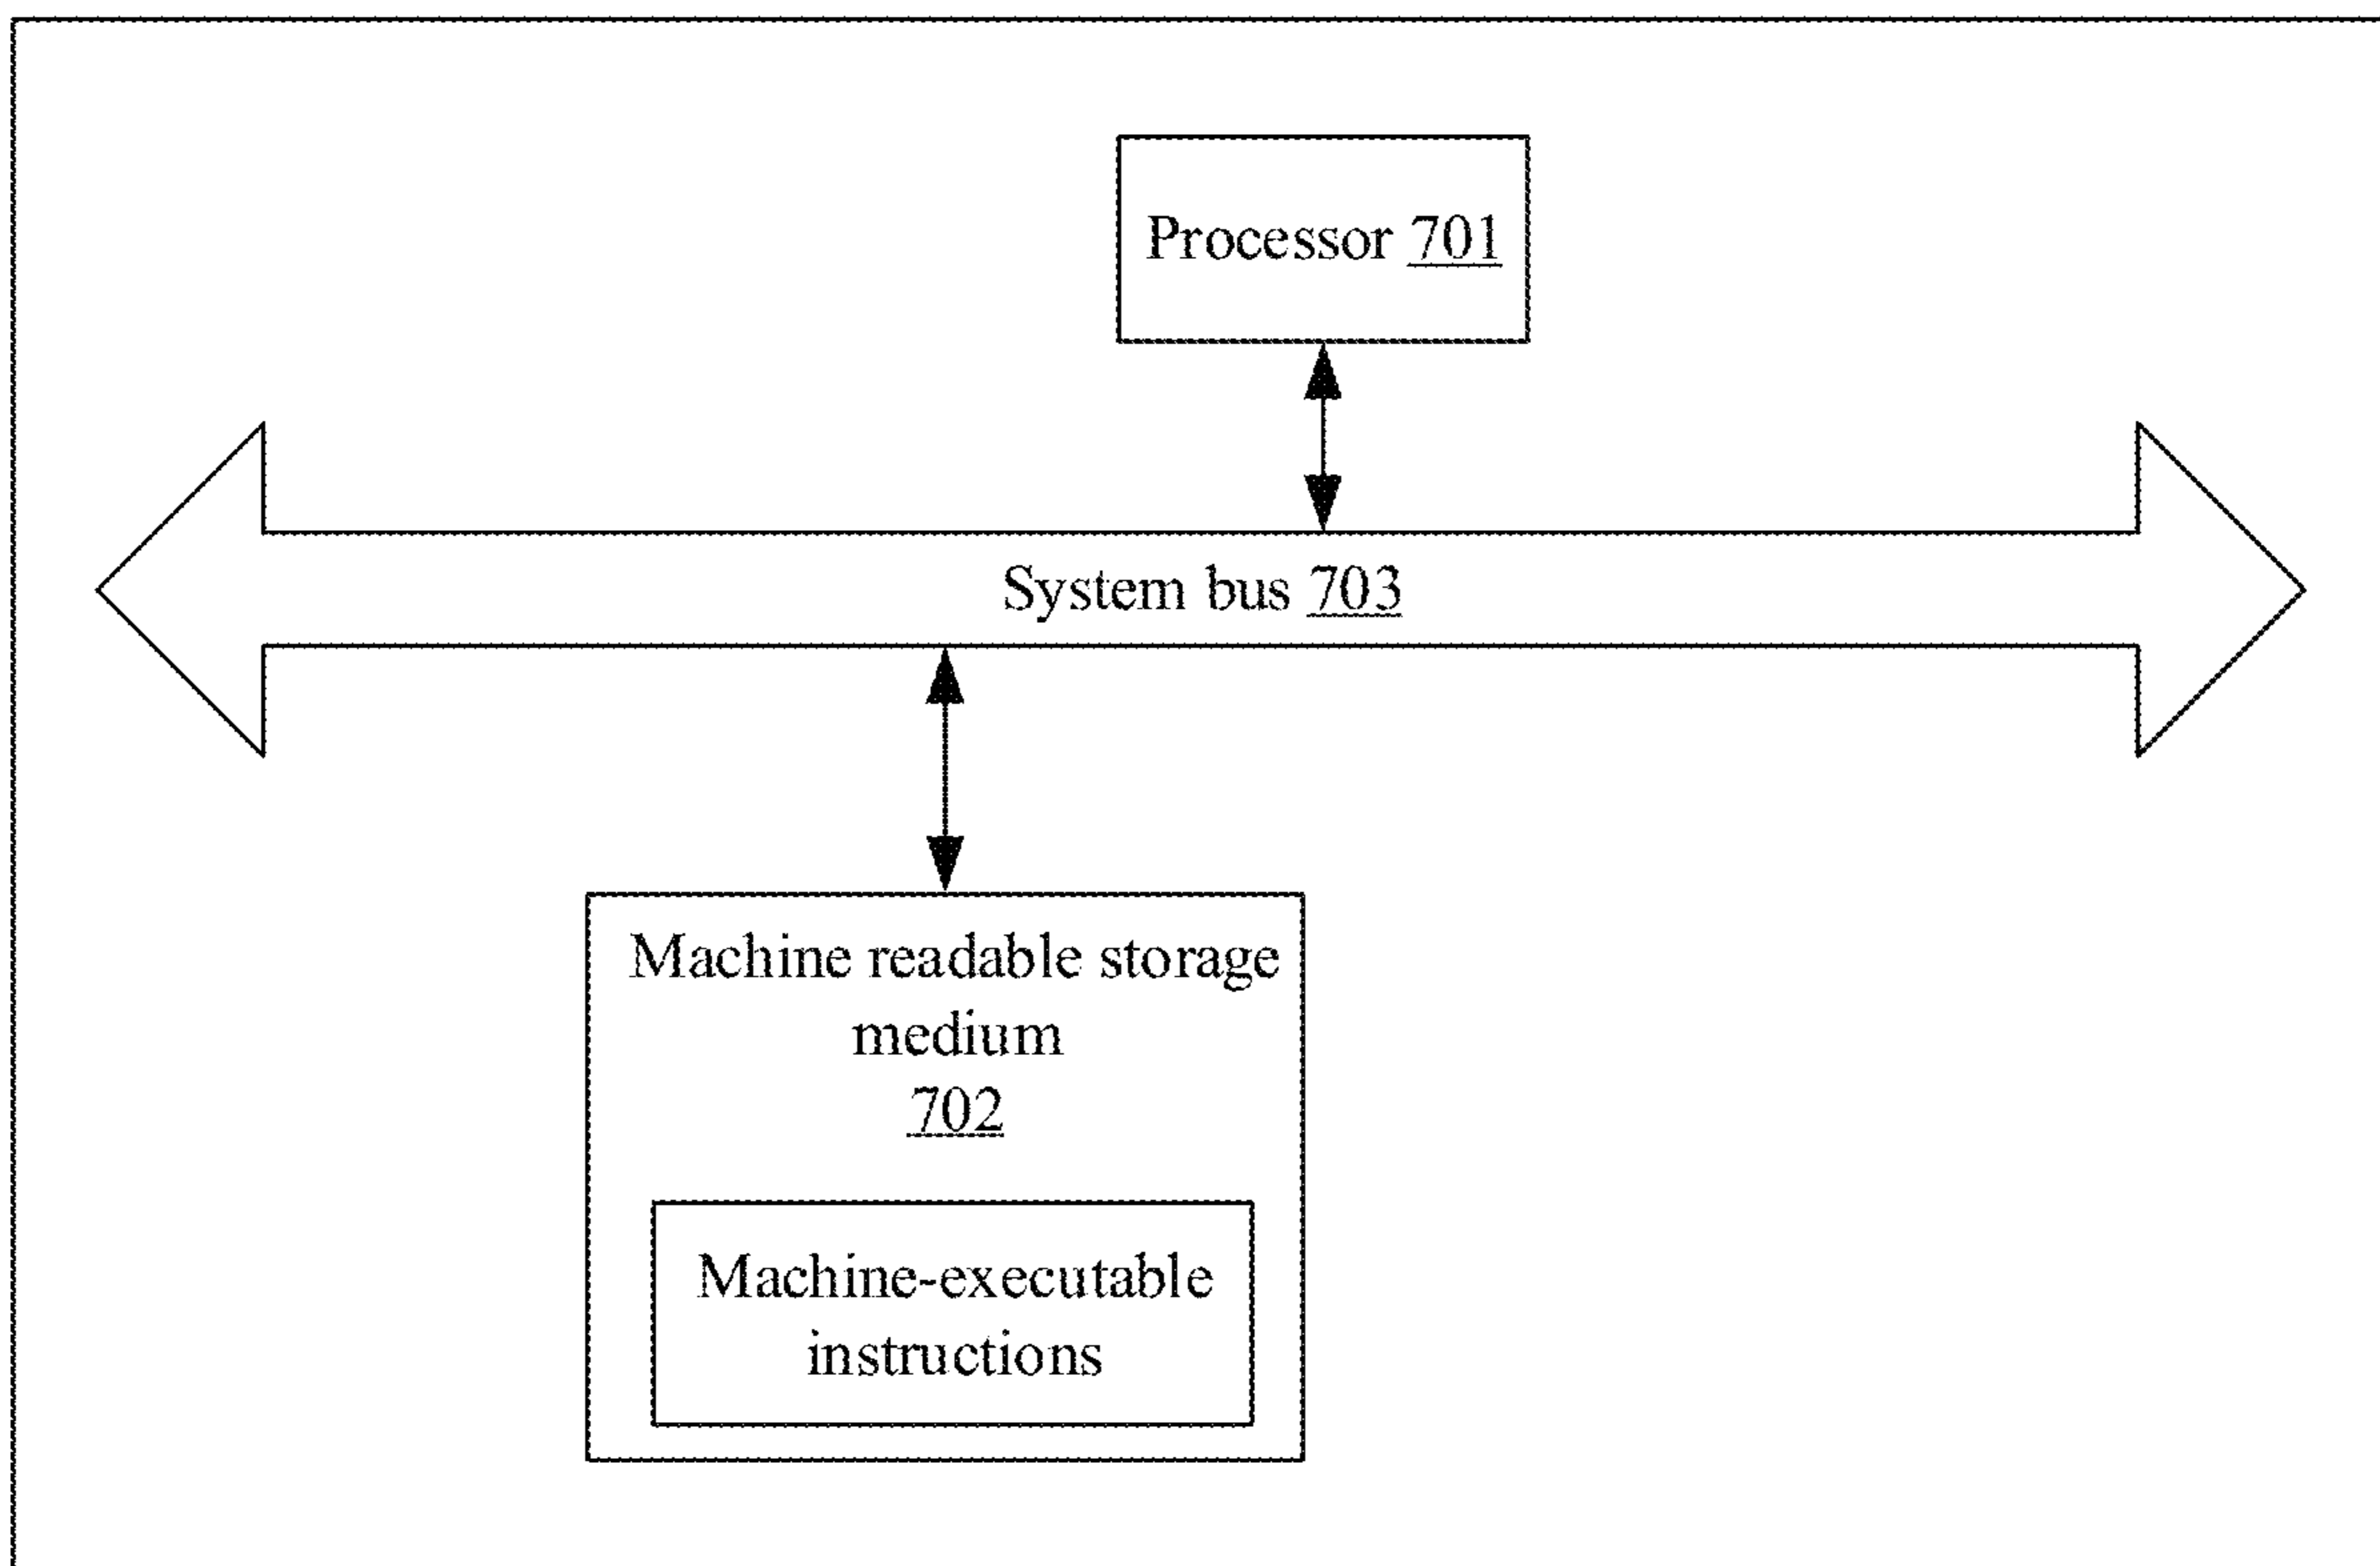 Processor 701
System bus 703
Machine readable storage
medium
702
Machine-executable
instructions